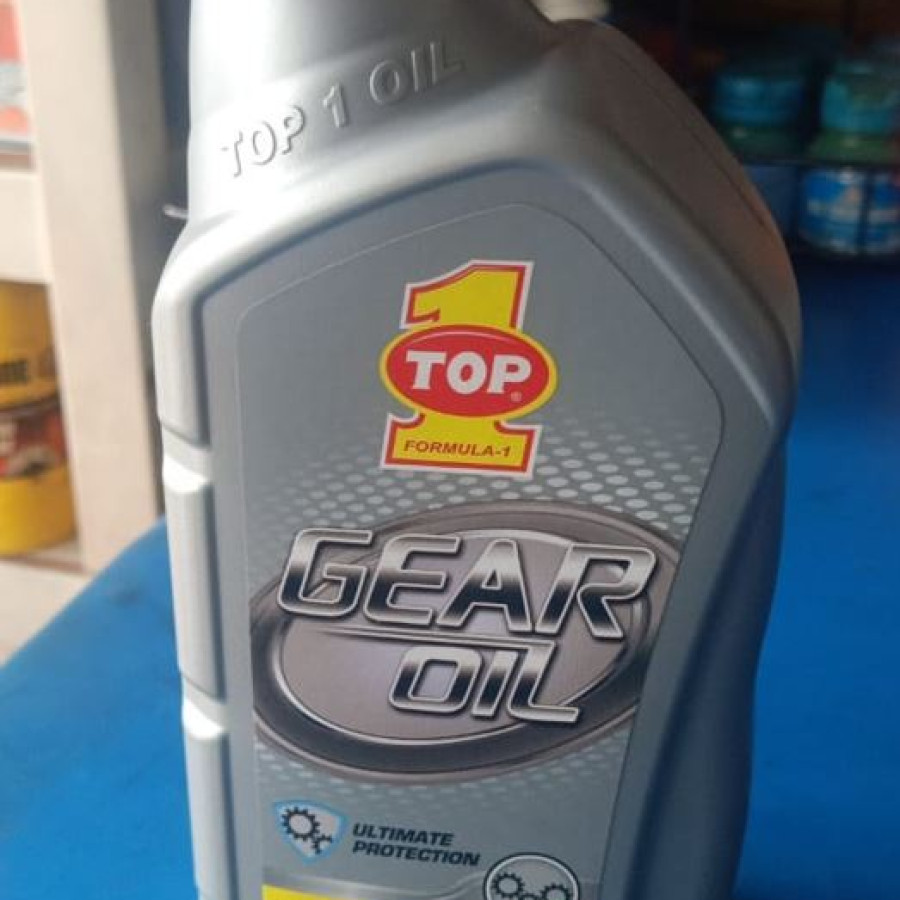 TOP 1 OIL
1
TOP®
FORMULA-1
GEAR
OIL
ULTIMATE
PROTECTION